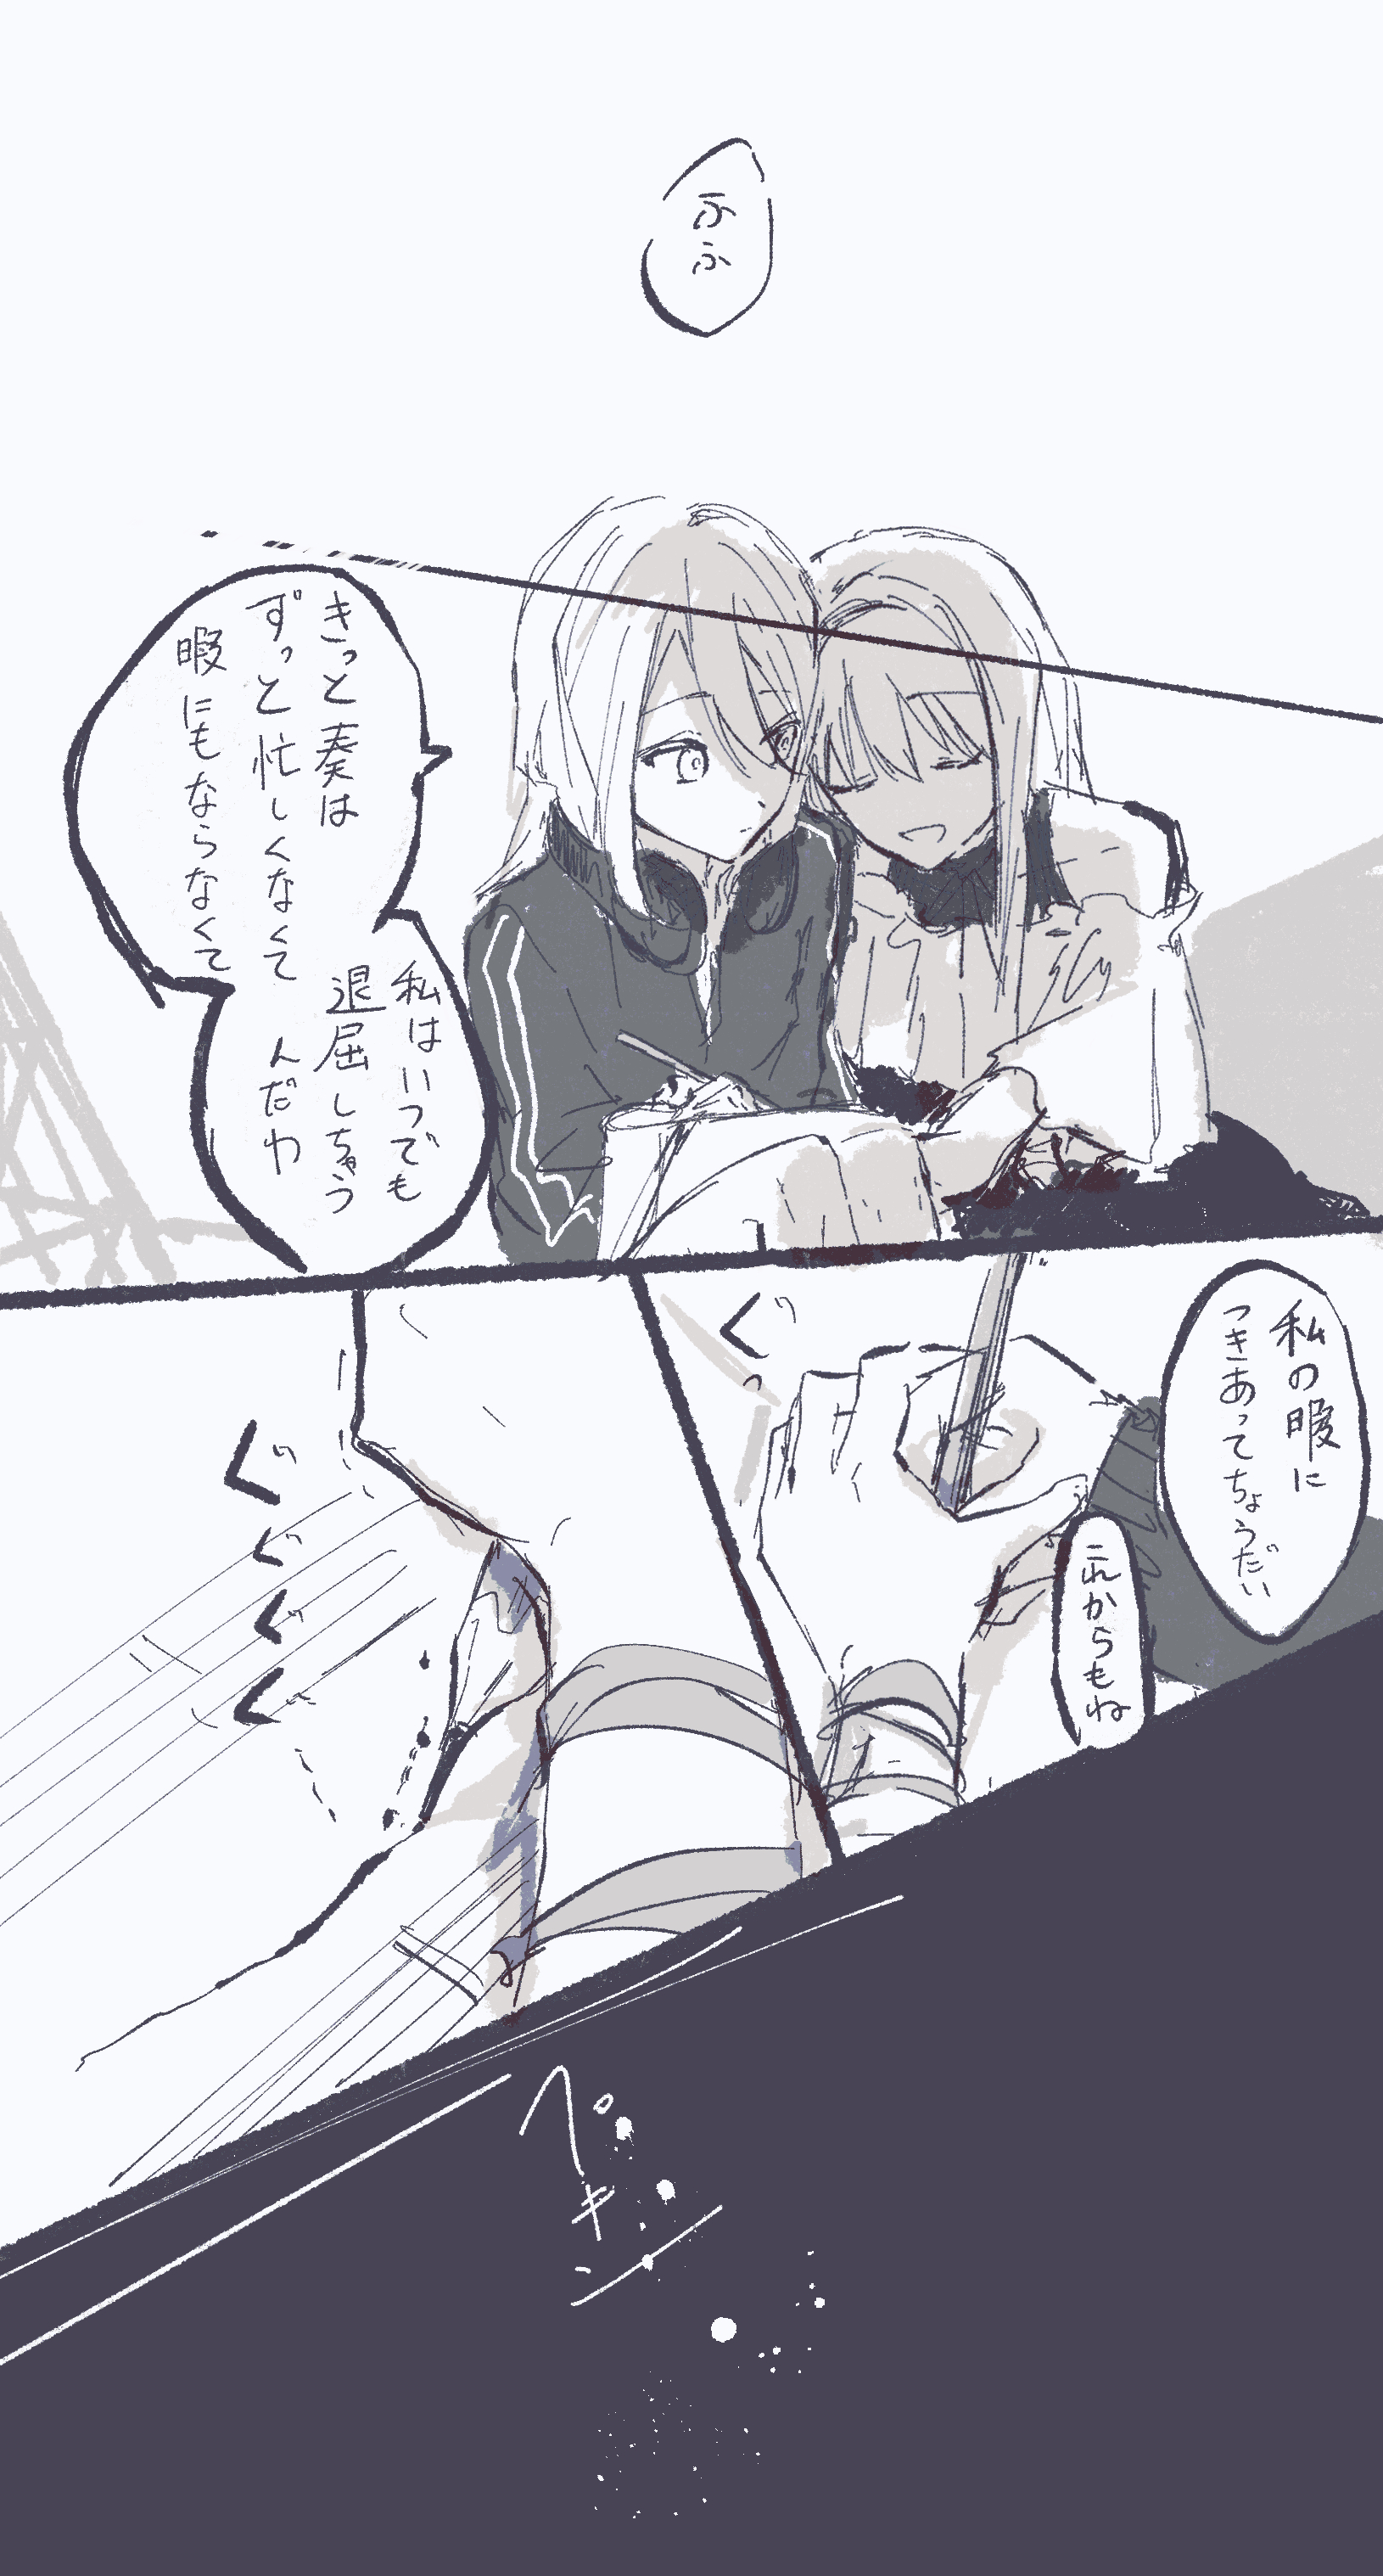 ふふ
きっと奏は
ずっと忙しくなくて
暇にもならなくて
私はいつでも
退屈しちゃう
んだわ
私の暇に
つきあってちょうだい
これからもね
ぐっ
ぐぐぐぐ
ペキン